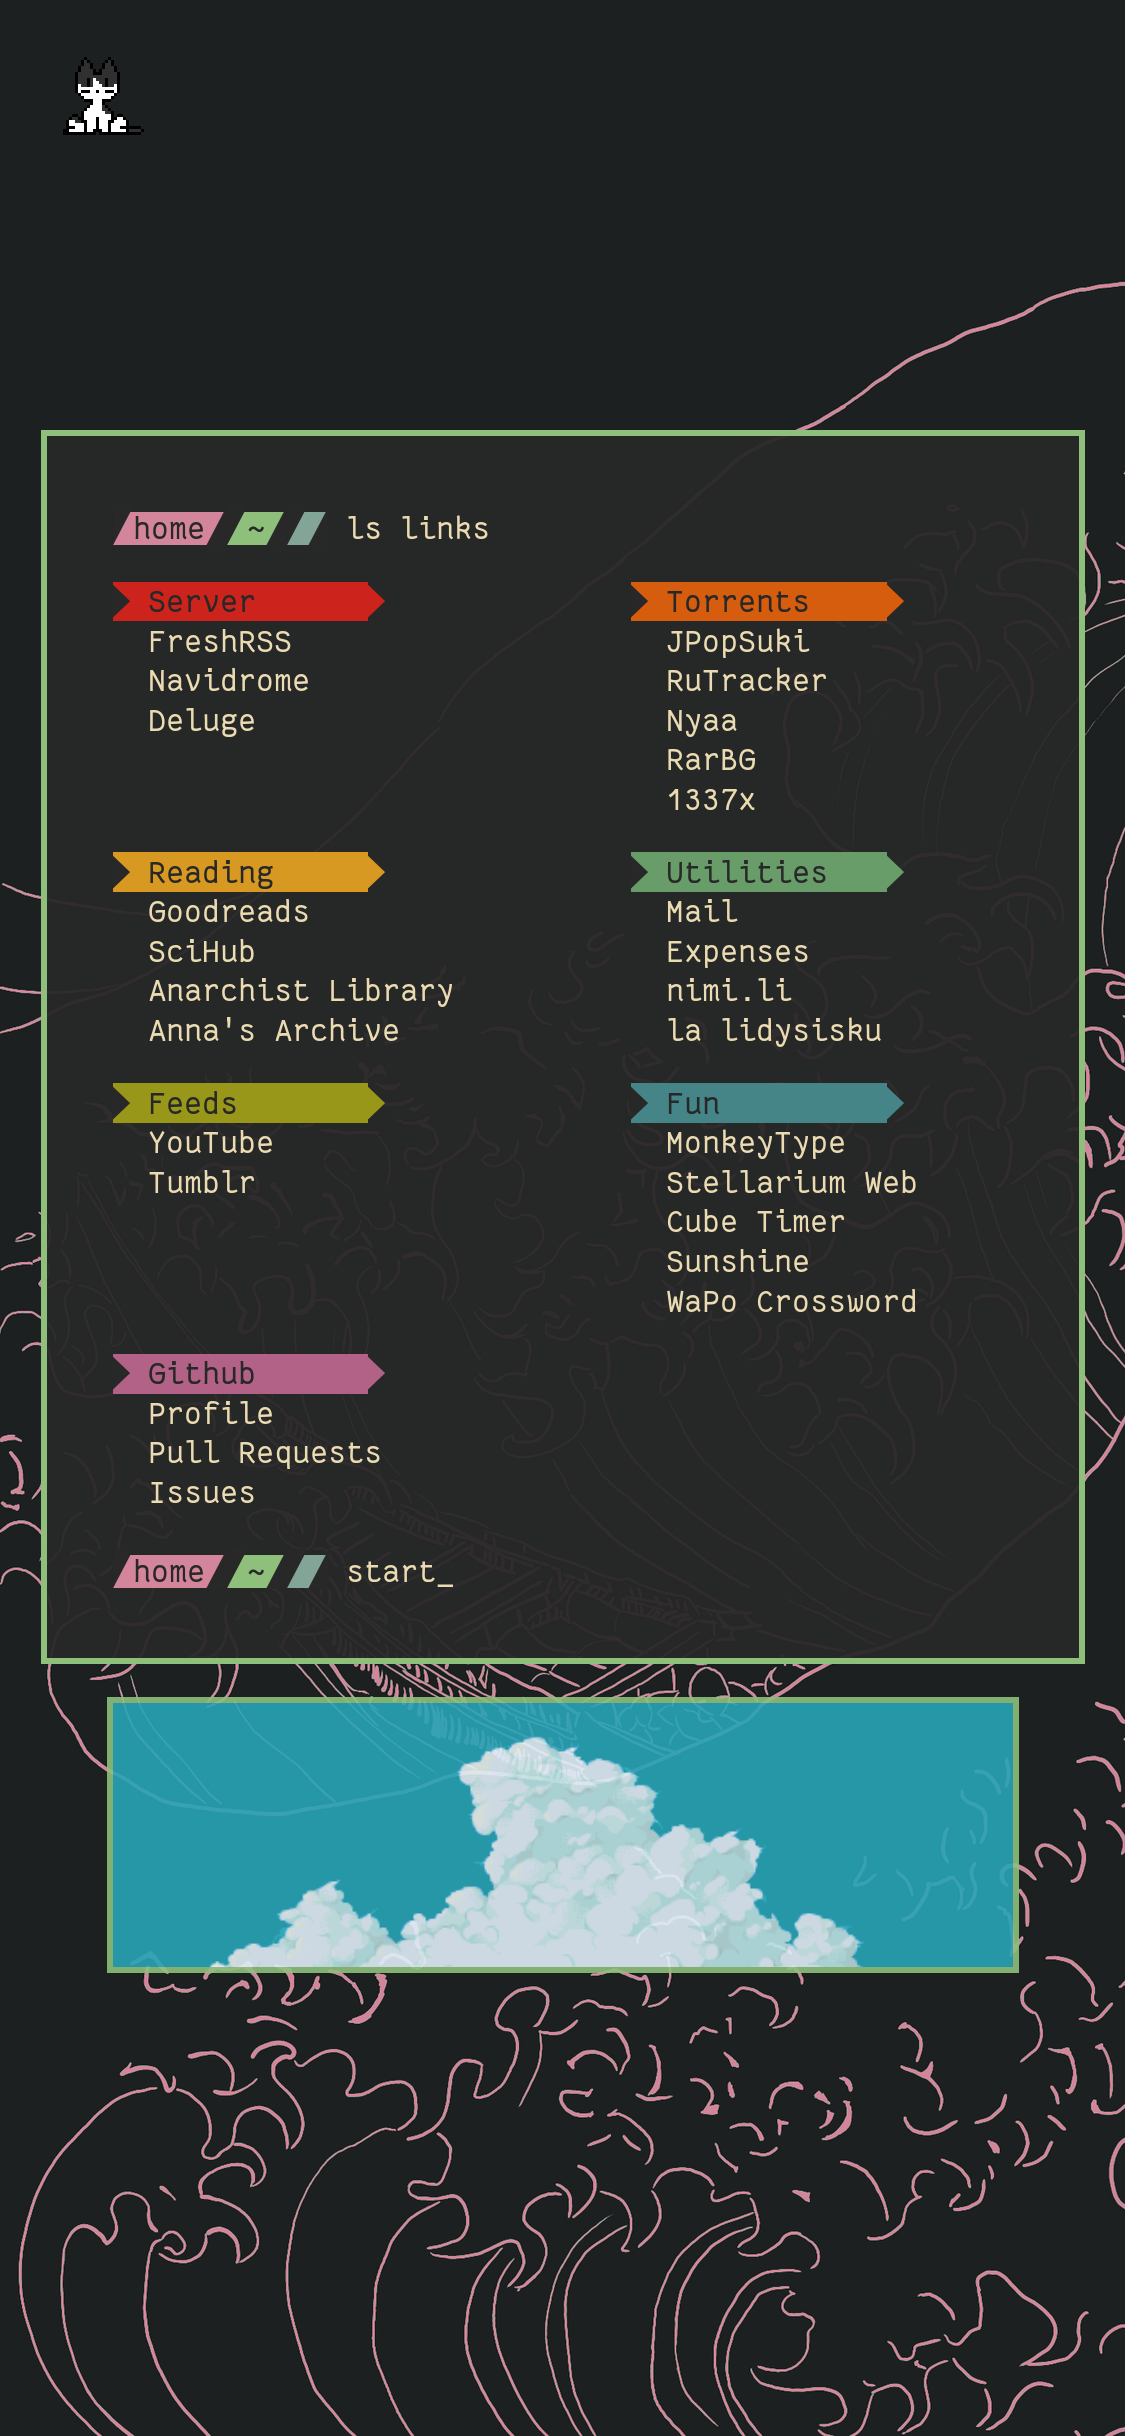 home ~ ls links
Server
FreshRSS
Navidrome
Deluge
Torrents
JPopSuki
RuTracker
Nyaa
RarBG
1337x
Reading
Goodreads
SciHub
Anarchist Library
Anna's Archive
Utilities
Mail
Expenses
nimi.li
la lidysisku
Feeds
YouTube
Tumblr
Fun
MonkeyType
Stellarium Web
Cube Timer
Sunshine
WaPo Crossword
Github
Profile
Pull Requests
Issues
home ~ start_